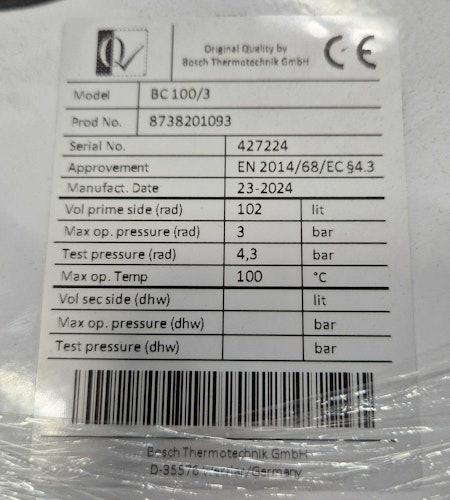 Original Quality by
Bosch Thermotechnik GmbH
CE
Model BC 100/3
Prod No. 8738201093
Serial No. 427224
Approvement EN 2014/68/EC §4.3
Manufact. Date 23-2024
Vol prime side (rad) 102 lit
Max op. pressure (rad) 3 bar
Test pressure (rad) 4,3 bar
Max op. Temp 100 °C
Vol sec side (dhw) lit
Max op. pressure (dhw) bar
Test pressure (dhw) bar
Bosch Thermotechnik GmbH
D-35576 /Germany